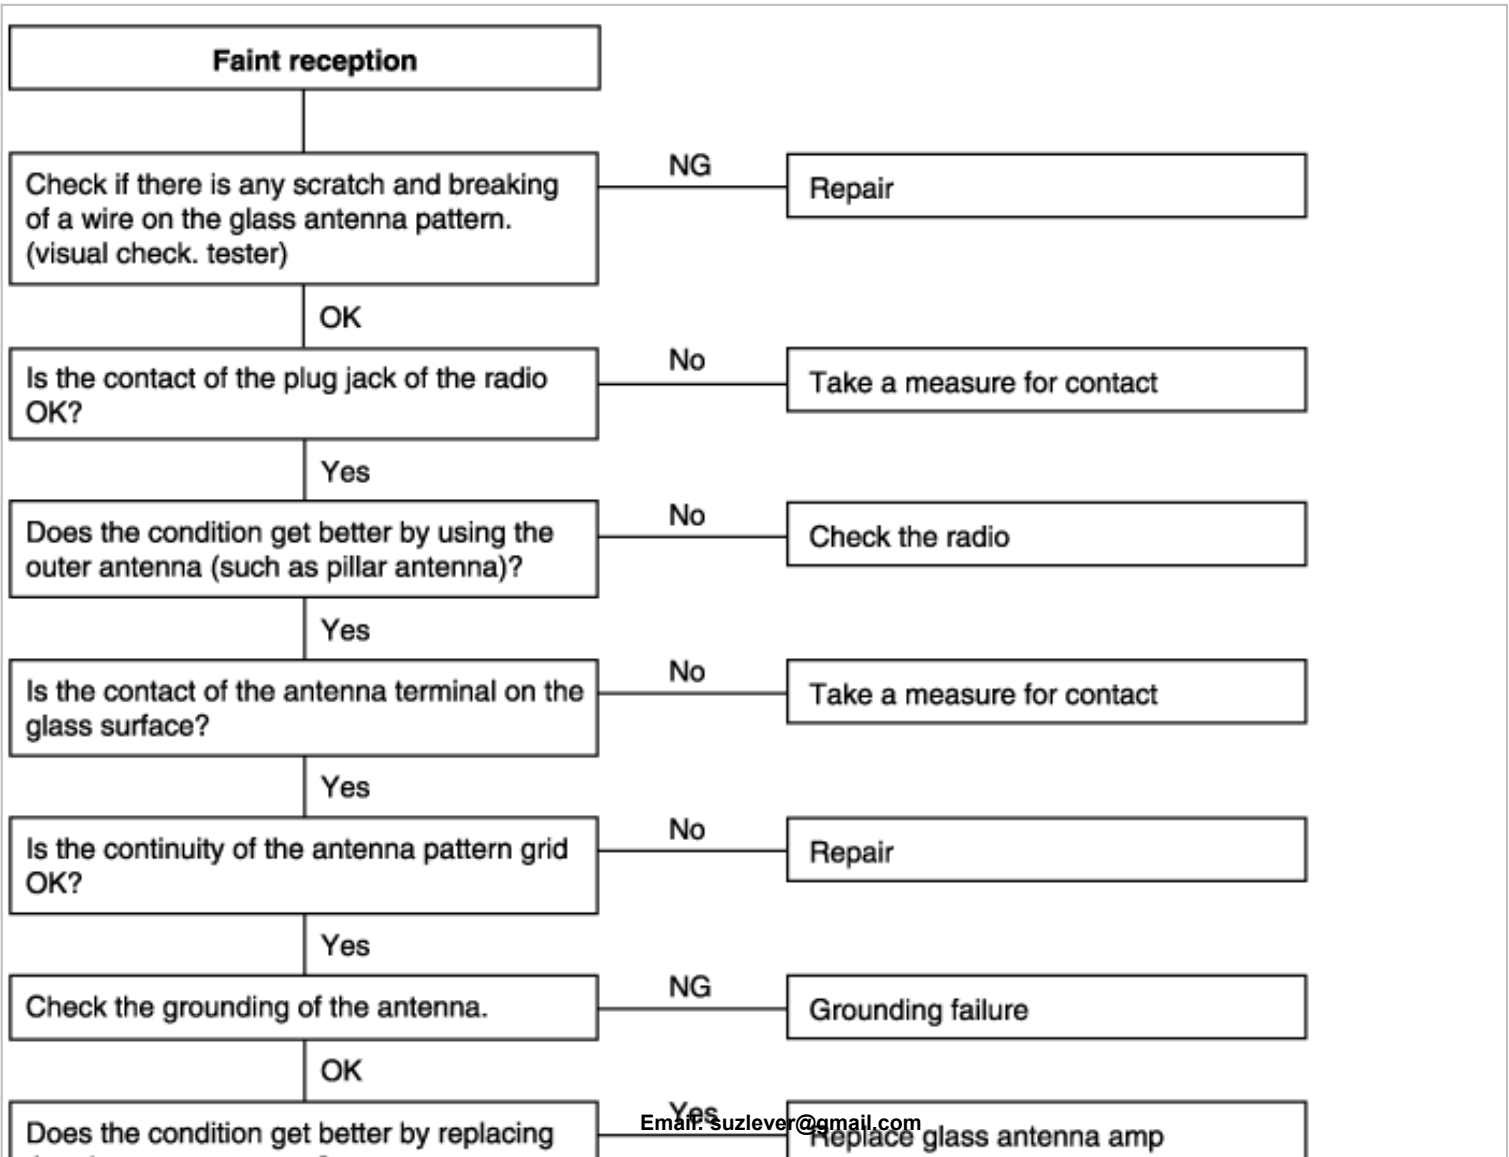 Faint reception
Check if there is any scratch and breaking
of a wire on the glass antenna pattern.
(visual check. tester)
NG
Repair
OK
Is the contact of the plug jack of the radio
OK?
No
Take a measure for contact
Yes
Does the condition get better by using the
outer antenna (such as pillar antenna)?
No
Check the radio
Yes
Is the contact of the antenna terminal on the
glass surface?
No
Take a measure for contact
Yes
Is the continuity of the antenna pattern grid
OK?
No
Repair
Yes
Check the grounding of the antenna.
NG
Grounding failure
OK
Does the condition get better by replacing
Yes
Replace glass antenna amp
Email: suzlever@gmail.com